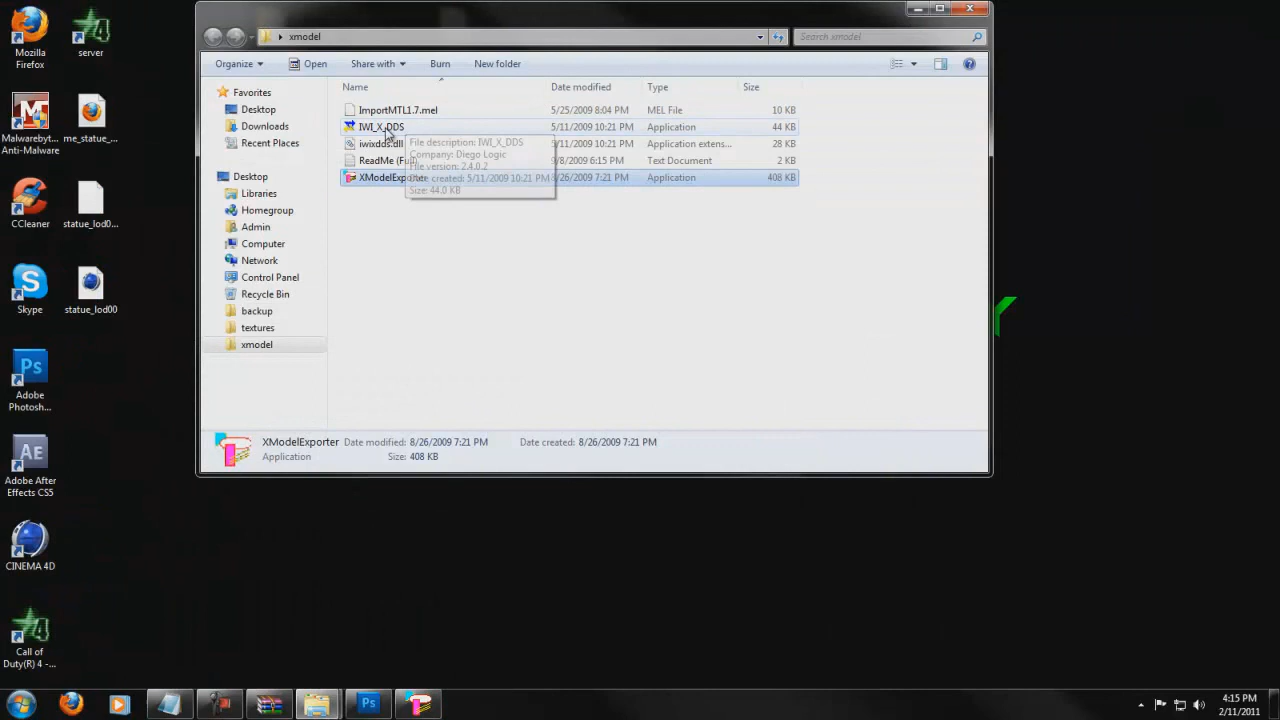 Mozilla
Firefox
server
Malwarebyt...
Anti-Malware
me_statue_...
CCleaner
statue_lod0...
Skype
statue_lod00
Adobe
Photosh...
Adobe After
Effects CS5
CINEMA 4D
Call of
Duty(R) 4 -...
xmodel
Search xmodel
Organize
Open
Share with
Burn
New folder
Favorites
Desktop
Downloads
Recent Places
Desktop
Libraries
Homegroup
Admin
Computer
Network
Control Panel
Recycle Bin
backup
textures
xmodel
Name Date modified Type Size
ImportMTL1.7.mel 5/25/2009 8:04 PM MEL File 10 KB
IWI_X_DDS 5/11/2009 10:21 PM Application 44 KB
iwixdds.dll 5/11/2009 10:21 PM Application extens... 28 KB
ReadMe 9/8/2009 6:15 PM Text Document 2 KB
XModelExporter 8/26/2009 7:21 PM Application 408 KB
File description: IWI_X_DDS
Company: Diego Logic
File version: 2.4.0.2
Date created: 5/11/2009 10:21 PM
Size: 44.0 KB
XModelExporter Date modified: 8/26/2009 7:21 PM Date created: 8/26/2009 7:21 PM
Application Size: 408 KB
4:15 PM
2/11/2011